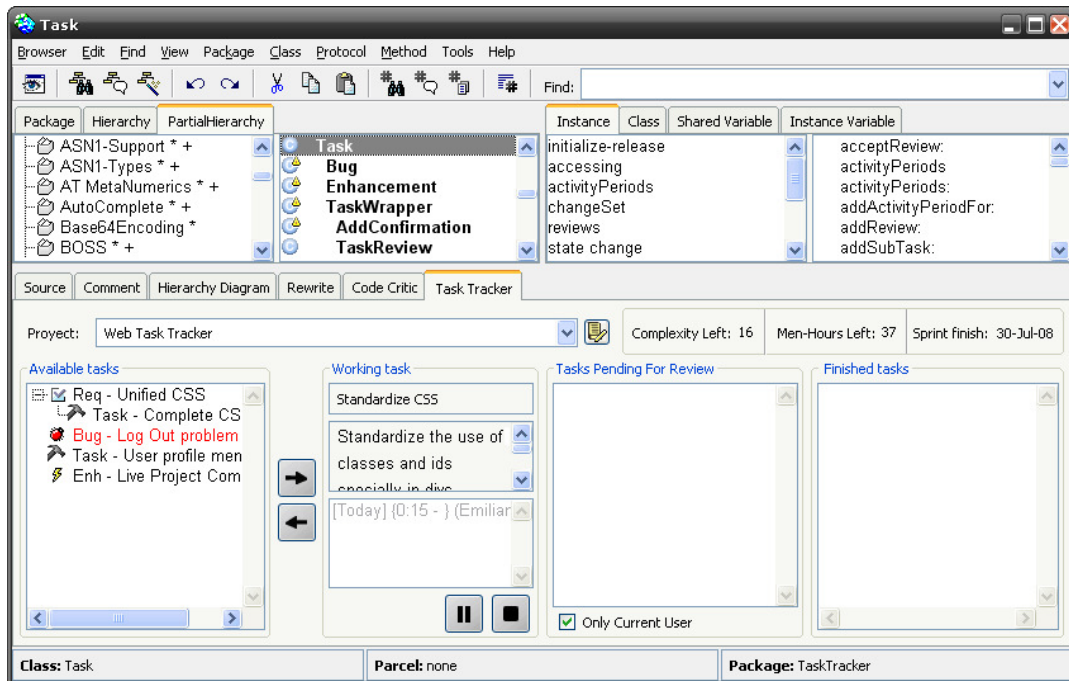 Task
Browser Edit Find View Package Class Protocol Method Tools Help
Find:
Package Hierarchy PartialHierarchy
Instance Class Shared Variable Instance Variable
ASN1-Support * +
ASN1-Types * +
AT MetaNumerics * +
AutoComplete * +
Base64Encoding *
BOSS * +
Task
Bug
Enhancement
TaskWrapper
AddConfirmation
TaskReview
initialize-release
accessing
activityPeriods
changeSet
reviews
state change
acceptReview:
activityPeriods
activityPeriods:
addActivityPeriodFor:
addReview:
addSubTask:
Source Comment Hierarchy Diagram Rewrite Code Critic Task Tracker
Proyect: Web Task Tracker
Complexity Left: 16 Men-Hours Left: 37 Sprint finish: 30-Jul-08
Available tasks
Req - Unified CSS
Task - Complete CS
Bug - Log Out problem
Task - User profile men
Enh - Live Project Com
Working task
Standardize CSS
Standardize the use of
classes and ids
specially in divs
[Today] {0:15 - } (Emiliar
Tasks Pending For Review
Only Current User
Finished tasks
Class: Task Parcel: none Package: TaskTracker